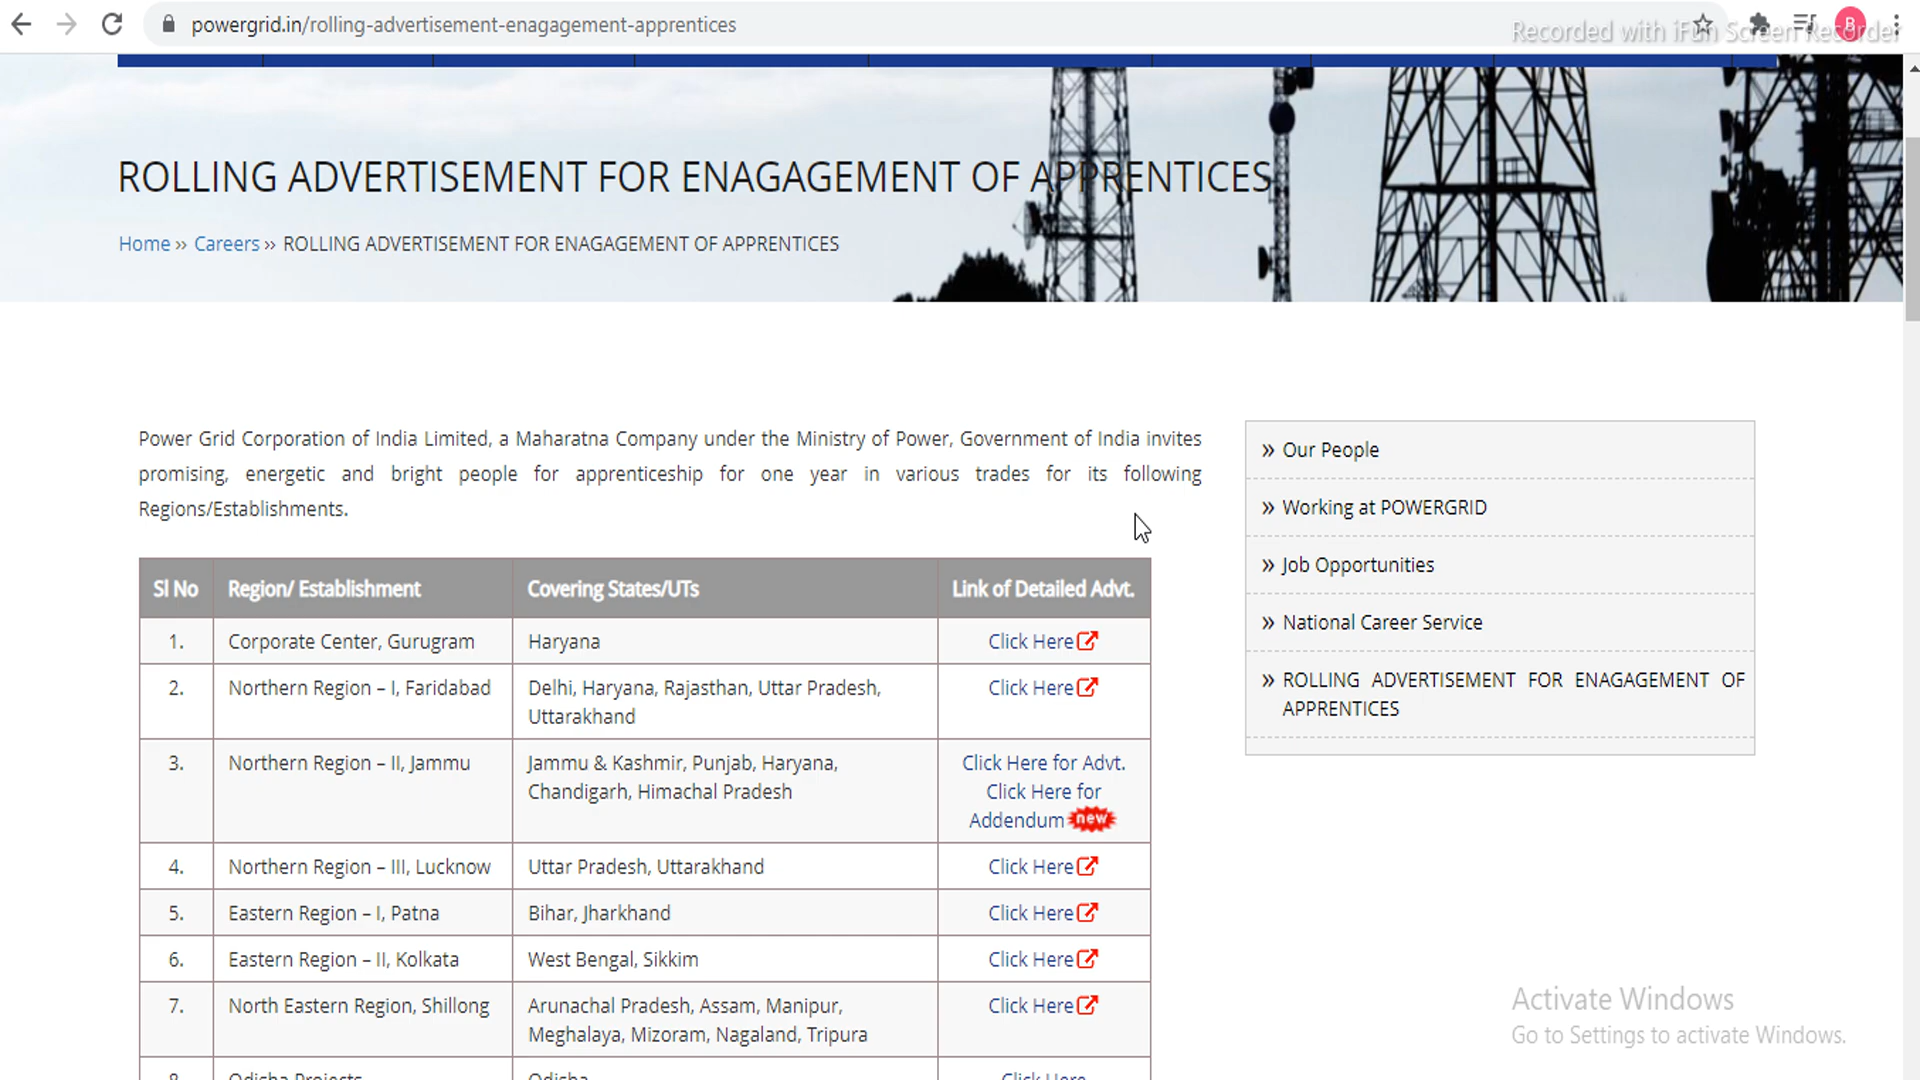 powergrid.in/rolling-advertisement-enagagement-apprentices
B
Recorded with iFun Screen Recorder
ROLLING ADVERTISEMENT FOR ENAGAGEMENT OF APPRENTICES
Home » Careers » ROLLING ADVERTISEMENT FOR ENAGAGEMENT OF APPRENTICES
Power Grid Corporation of India Limited, a Maharatna Company under the Ministry of Power, Government of India invites
promising, energetic and bright people for apprenticeship for one year in various trades for its following
Regions/Establishments.
» Our People
» Working at POWERGRID
» Job Opportunities
» National Career Service
» ROLLING ADVERTISEMENT FOR ENAGAGEMENT OF
APPRENTICES
Sl No Region/ Establishment Covering States/UTs Link of Detailed Advt.
1. Corporate Center, Gurugram Haryana Click Here
2. Northern Region – I, Faridabad Delhi, Haryana, Rajasthan, Uttar Pradesh, Click Here
Uttarakhand
3. Northern Region – II, Jammu Jammu & Kashmir, Punjab, Haryana, Click Here for Advt.
Chandigarh, Himachal Pradesh Click Here for
Addendum new
4. Northern Region – III, Lucknow Uttar Pradesh, Uttarakhand Click Here
5. Eastern Region – I, Patna Bihar, Jharkhand Click Here
6. Eastern Region – II, Kolkata West Bengal, Sikkim Click Here
7. North Eastern Region, Shillong Arunachal Pradesh, Assam, Manipur, Click Here
Meghalaya, Mizoram, Nagaland, Tripura
8. Odisha Projects Odisha Click Here
Activate Windows
Go to Settings to activate Windows.